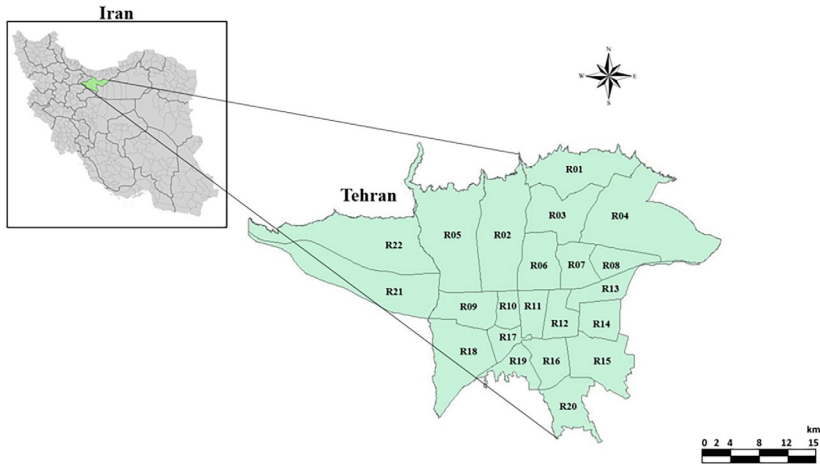 Iran
N
W E
S
R01
Tehran
R03
R04
R05
R02
R22
R06
R07
R08
R21
R13
R09
R10
R11
R12
R14
R17
R18
R19
R16
R15
R20
km
0 2 4 8 12 15